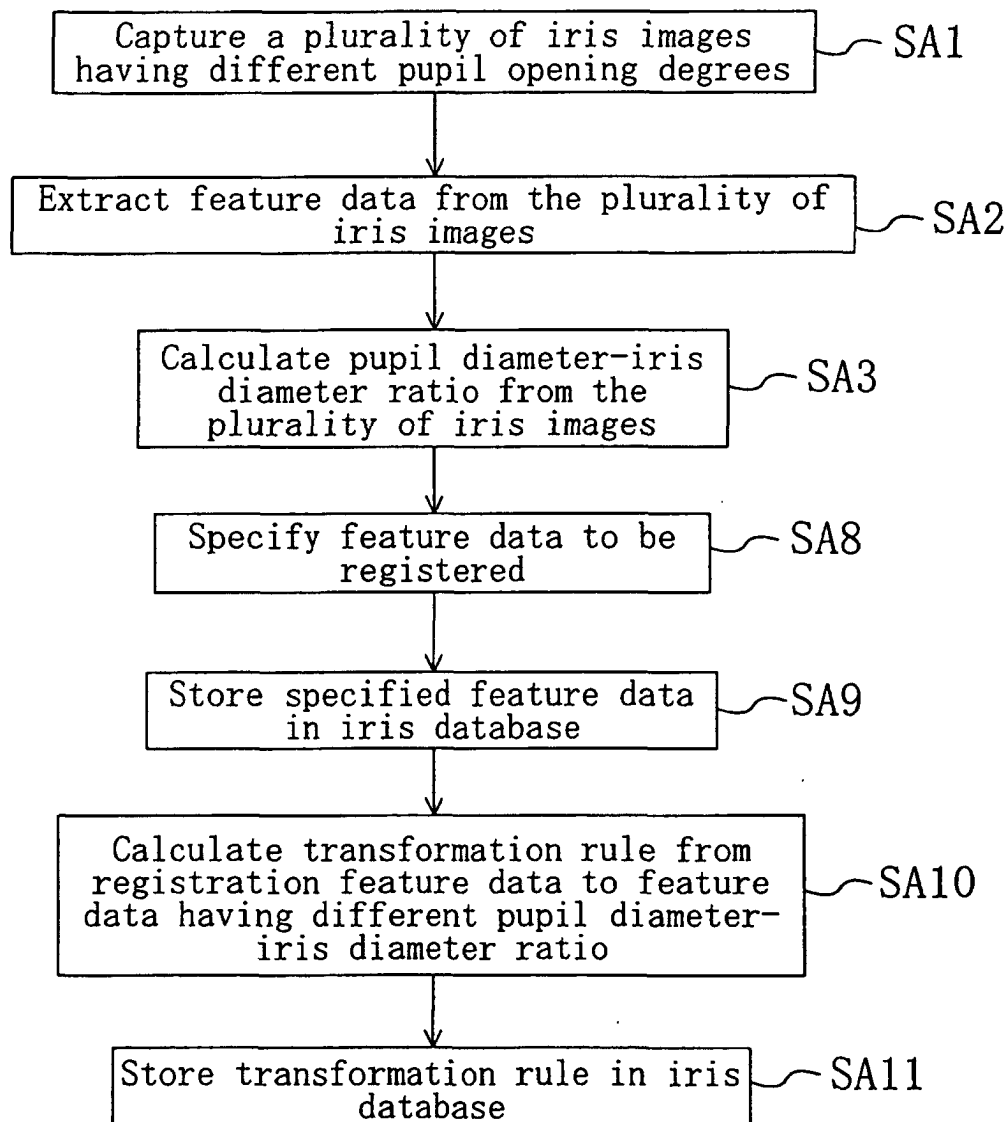 Capture a plurality of iris images
having different pupil opening degrees
SA1
Extract feature data from the plurality of
iris images
SA2
Calculate pupil diameter-iris
diameter ratio from the
plurality of iris images
SA3
Specify feature data to be
registered
SA8
Store specified feature data
in iris database
SA9
Calculate transformation rule from
registration feature data to feature
data having different pupil diameter-
iris diameter ratio
SA10
Store transformation rule in iris
database
SA11